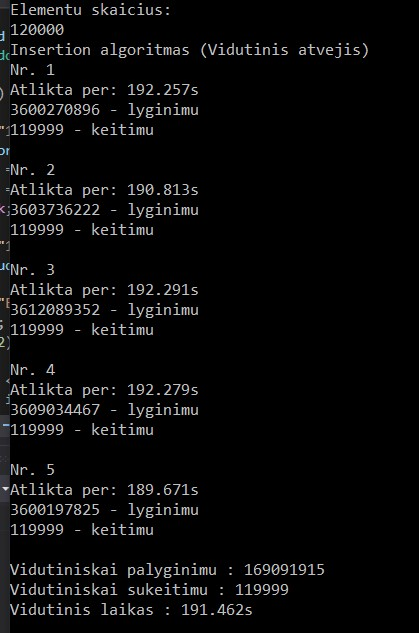 Elementu skaicius:
120000
Insertion algoritmas (Vidutinis atvejis)
Nr. 1
Atlikta per: 192.257s
3600270896 - lyginimu
119999 - keitimu
Nr. 2
Atlikta per: 190.813s
3603736222 - lyginimu
119999 - keitimu
Nr. 3
Atlikta per: 192.291s
3612089352 - lyginimu
119999 - keitimu
Nr. 4
Atlikta per: 192.279s
3609034467 - lyginimu
119999 - keitimu
Nr. 5
Atlikta per: 189.671s
3600197825 - lyginimu
119999 - keitimu
Vidutiniskai palyginimu : 169091915
Vidutiniskai sukeitimu : 119999
Vidutinis laikas : 191.462s